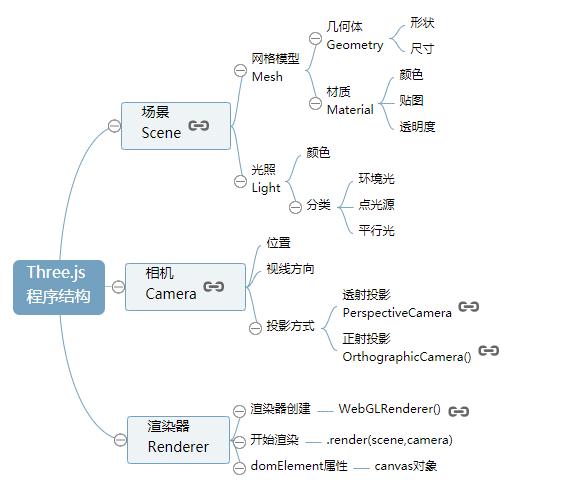 Three.js
程序结构
场景
Scene
网格模型
Mesh
几何体
Geometry
形状
尺寸
材质
Material
颜色
贴图
透明度
光照
Light
颜色
分类
环境光
点光源
平行光
相机
Camera
位置
视线方向
投影方式
透射投影
PerspectiveCamera
正射投影
OrthographicCamera()
渲染器
Renderer
渲染器创建
WebGLRenderer()
开始渲染
.render(scene,camera)
domElement属性
canvas对象